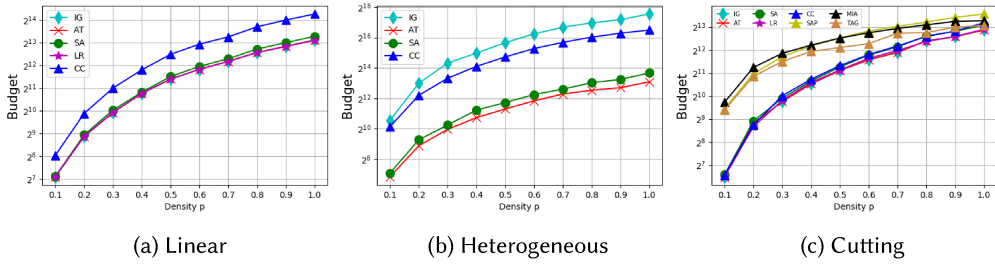 Budget
2^14
2^13
2^12
2^11
2^10
2^9
2^8
2^7
IG
AT
SA
LR
CC
0.1 0.2 0.3 0.4 0.5 0.6 0.7 0.8 0.9 1.0
Density p
(a) Linear
Budget
2^18
2^16
2^14
2^12
2^10
2^8
IG
AT
SA
CC
0.1 0.2 0.3 0.4 0.5 0.6 0.7 0.8 0.9 1.0
Density p
(b) Heterogeneous
Budget
2^13
2^12
2^11
2^10
2^9
2^8
2^7
IG SA CC MIA
AT LR SAP TAG
0.1 0.2 0.3 0.4 0.5 0.6 0.7 0.8 0.9 1.0
Density p
(c) Cutting